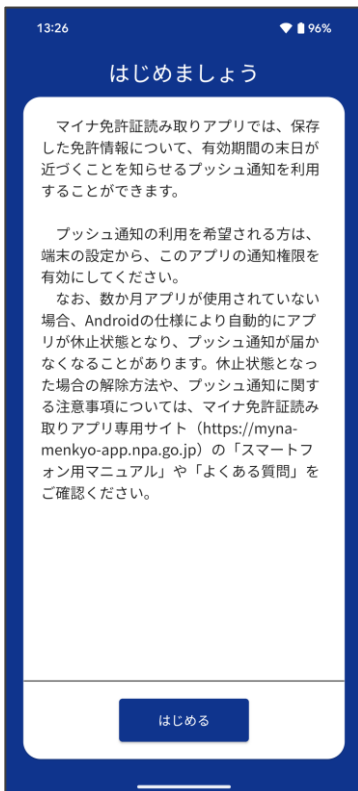 13:26
96%
はじめましょう
　マイナ免許証読み取りアプリでは、保存
した免許情報について、有効期間の末日が
近づくことを知らせるプッシュ通知を利用
することができます。
　プッシュ通知の利用を希望される方は、
端末の設定から、このアプリの通知権限を
有効にしてください。
　なお、数か月アプリが使用されていない
場合、Androidの仕様により自動的にアプ
リが休止状態となり、プッシュ通知が届か
なくなることがあります。休止状態となっ
た場合の解除方法や、プッシュ通知に関す
る注意事項については、マイナ免許証読み
取りアプリ専用サイト（https://myna-
menkyo-app.npa.go.jp）の「スマートフ
ォン用マニュアル」や「よくある質問」を
ご確認ください。
はじめる